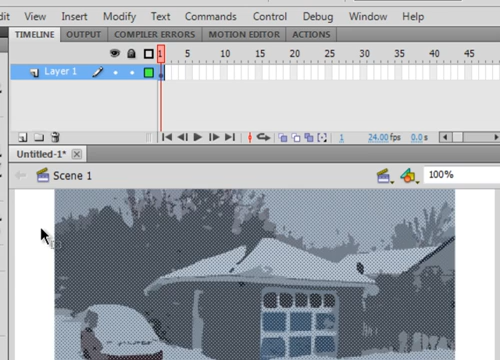 dit View Insert Modify Text Commands Control Debug Window Help
TIMELINE OUTPUT COMPILER ERRORS MOTION EDITOR ACTIONS
1 5 10 15 20 25 30 35 40 45
Layer 1
1 24.00 fps 0.0 s
Untitled-1*
Scene 1 100%